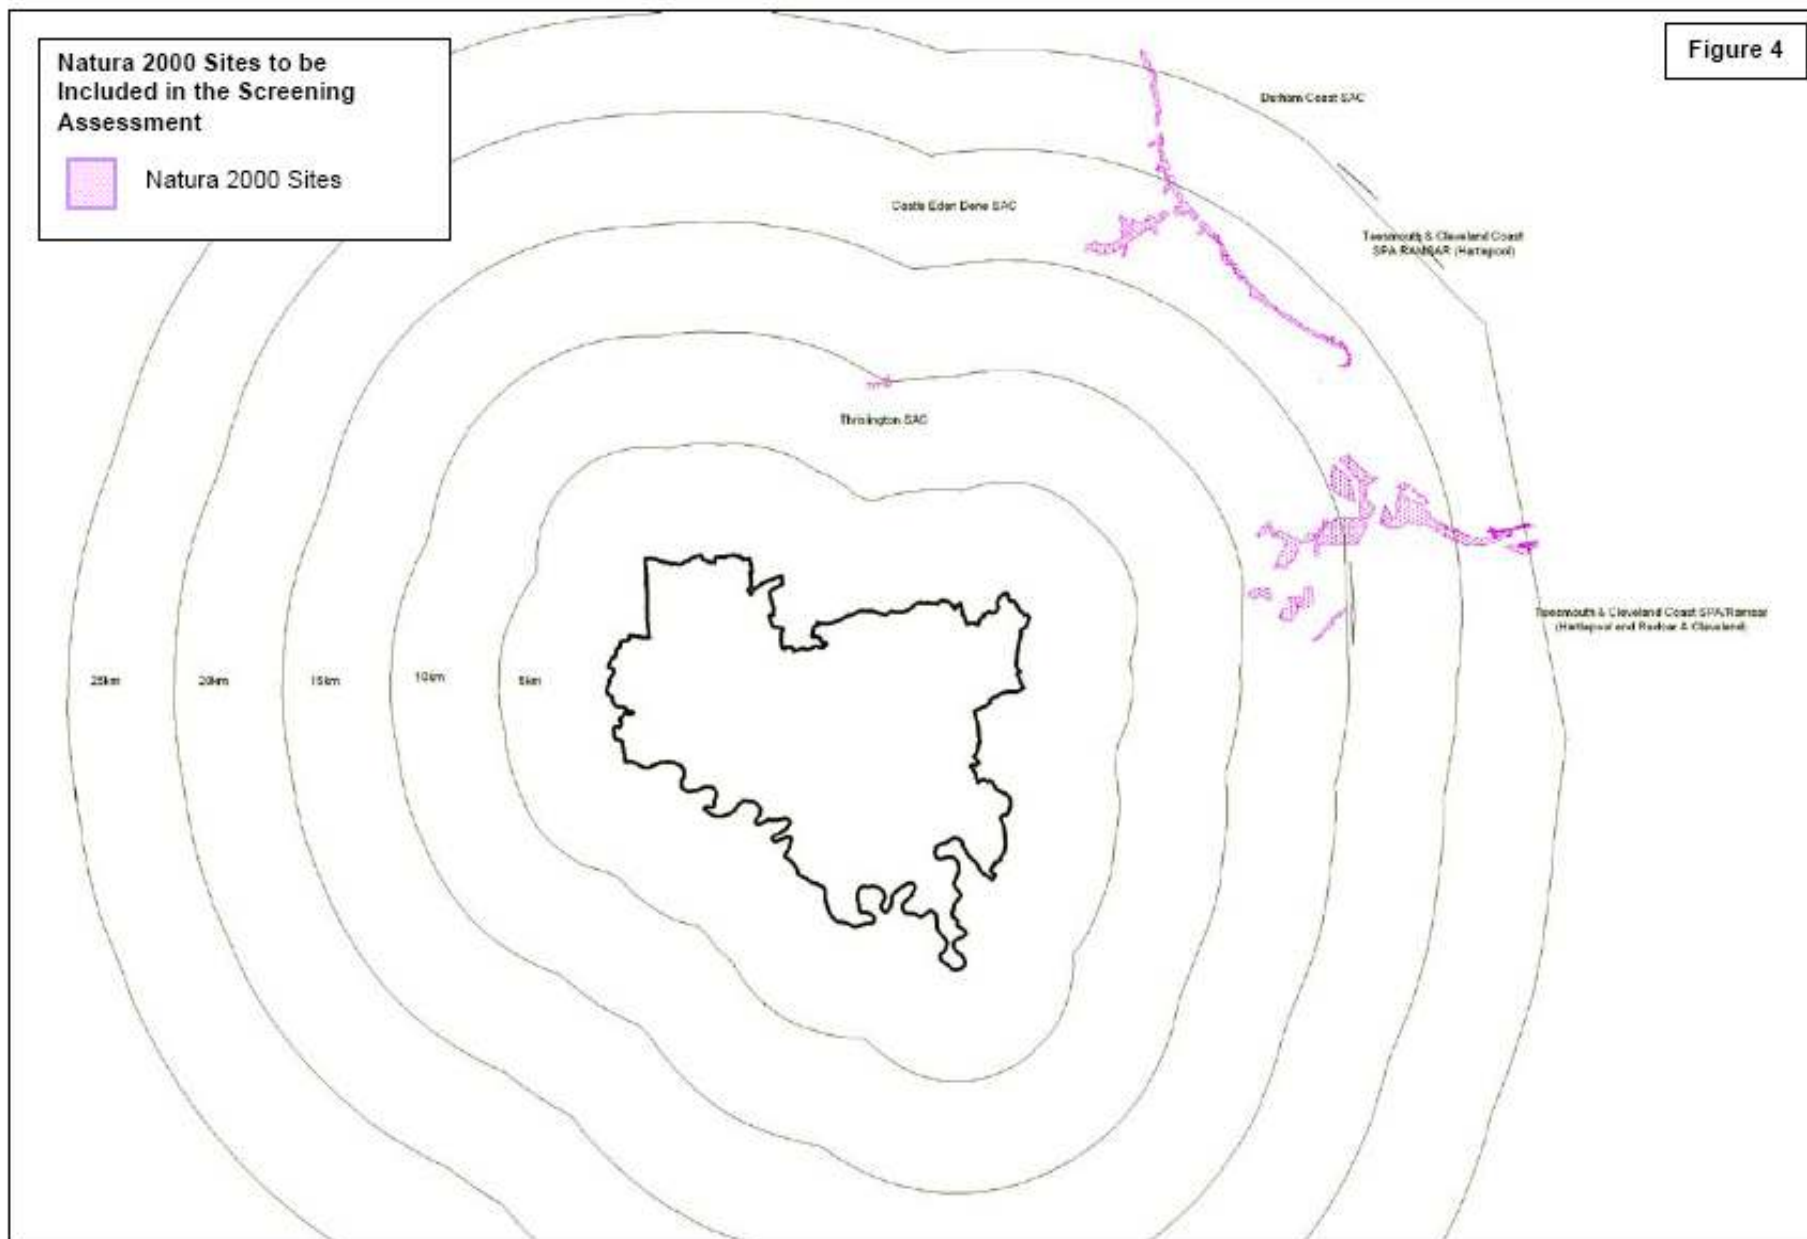 Natura 2000 Sites to be
Included in the Screening
Assessment
Natura 2000 Sites
Figure 4
Durham Coast SAC
Castle Eden Dene SAC
Teesmouth & Cleveland Coast
SPA RAMSAR (Hartlepool)
Thrislington SAC
Teesmouth & Cleveland Coast SPA/Ramsar
(Hartlepool and Redcar & Cleveland)
25km
20km
15km
10km
5km